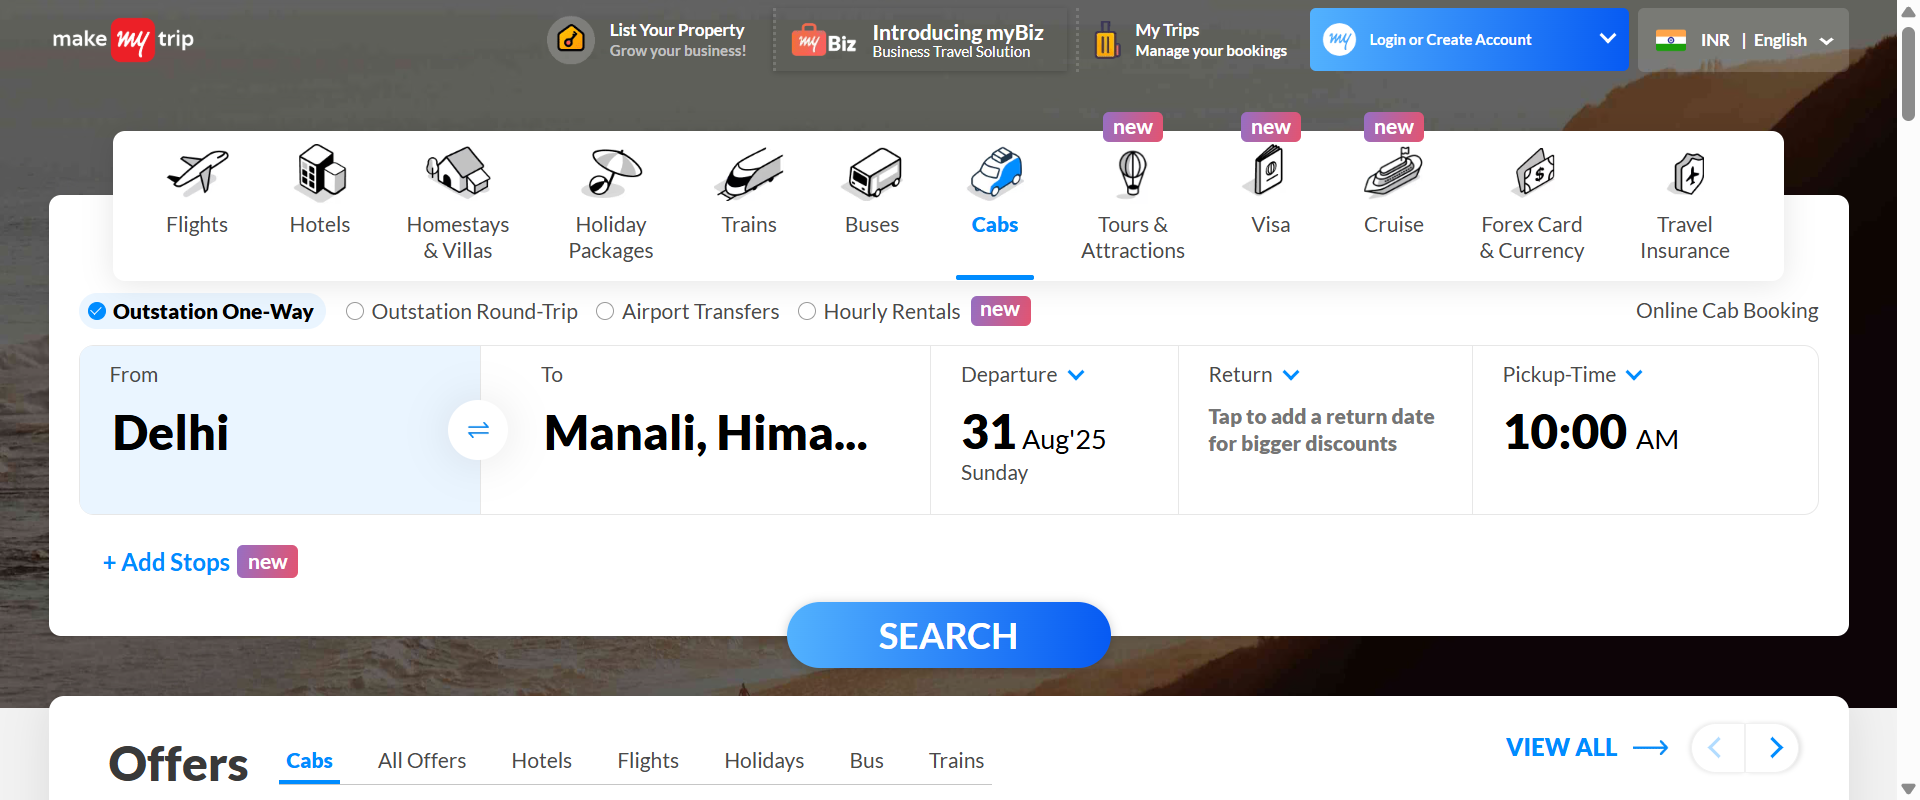 make my trip
List Your Property
Grow your business!
my Biz
Introducing myBiz
Business Travel Solution
My Trips
Manage your bookings
my
Login or Create Account
INR | English
new
new
new
Flights
Hotels
Homestays
& Villas
Holiday
Packages
Trains
Buses
Cabs
Tours &
Attractions
Visa
Cruise
Forex Card
& Currency
Travel
Insurance
Outstation One-Way
Outstation Round-Trip
Airport Transfers
Hourly Rentals
new
Online Cab Booking
From
Delhi
To
Manali, Hima...
Departure
31 Aug'25
Sunday
Return
Tap to add a return date
for bigger discounts
Pickup-Time
10:00 AM
+ Add Stops
new
SEARCH
Offers
Cabs
All Offers
Hotels
Flights
Holidays
Bus
Trains
VIEW ALL